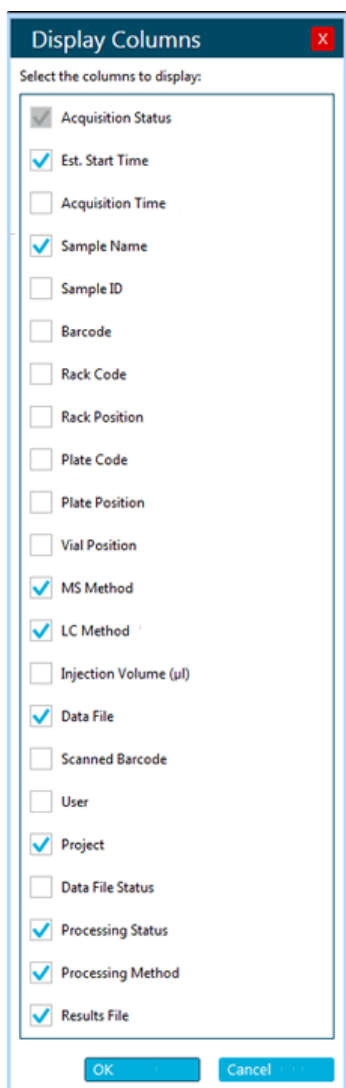 Display Columns
X
Select the columns to display:
Acquisition Status
Est. Start Time
Acquisition Time
Sample Name
Sample ID
Barcode
Rack Code
Rack Position
Plate Code
Plate Position
Vial Position
MS Method
LC Method
Injection Volume (µl)
Data File
Scanned Barcode
User
Project
Data File Status
Processing Status
Processing Method
Results File
OK Cancel